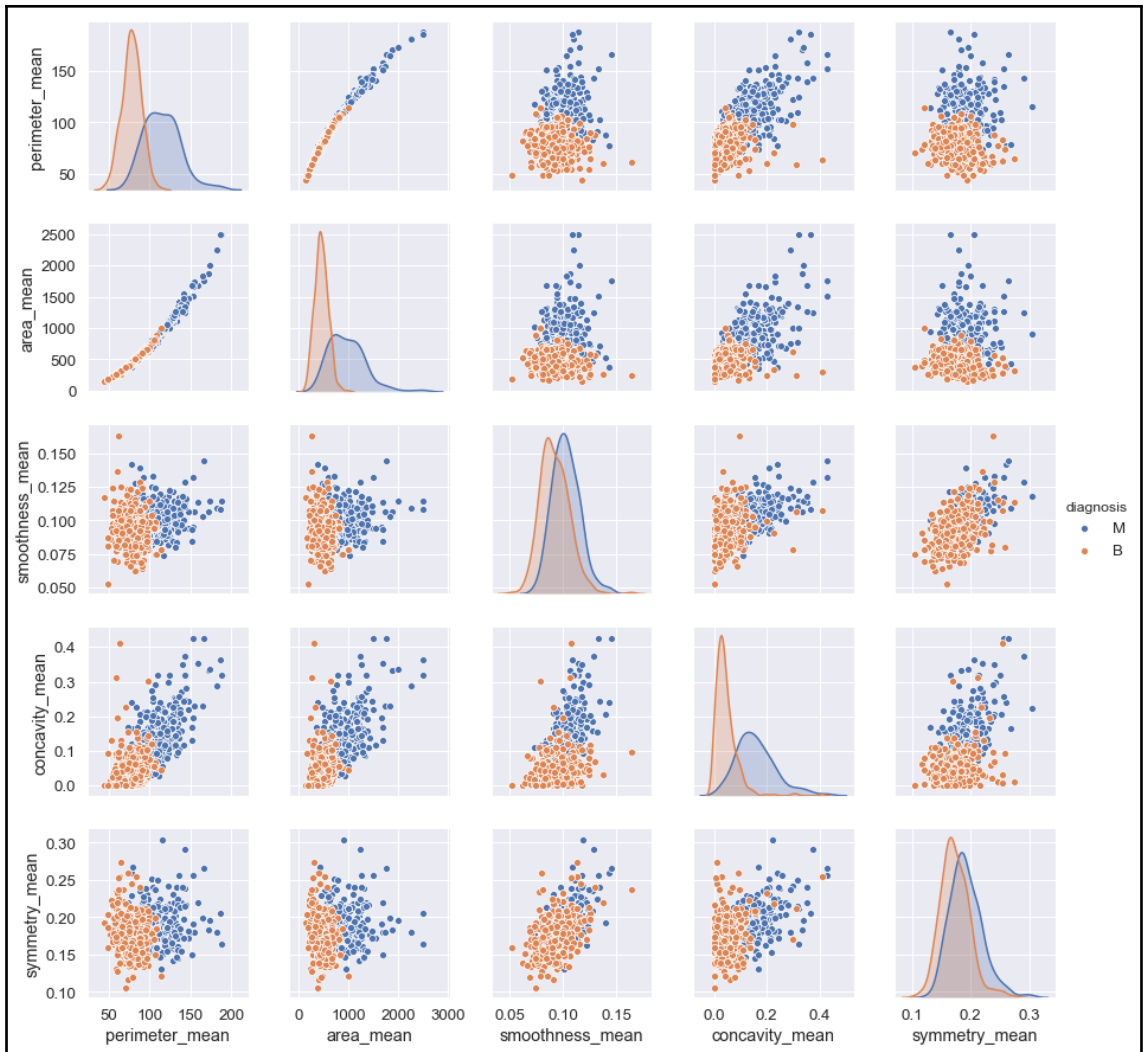 perimeter_mean
150
100
50
area_mean
2500
2000
1500
1000
500
0
smoothness_mean
0.150
0.125
0.100
0.075
0.050
diagnosis
M
B
concavity_mean
0.4
0.3
0.2
0.1
0.0
symmetry_mean
0.30
0.25
0.20
0.15
0.10
50 100 150 200 0 1000 2000 3000 0.05 0.10 0.15 0.0 0.2 0.4 0.1 0.2 0.3
perimeter_mean area_mean smoothness_mean concavity_mean symmetry_mean